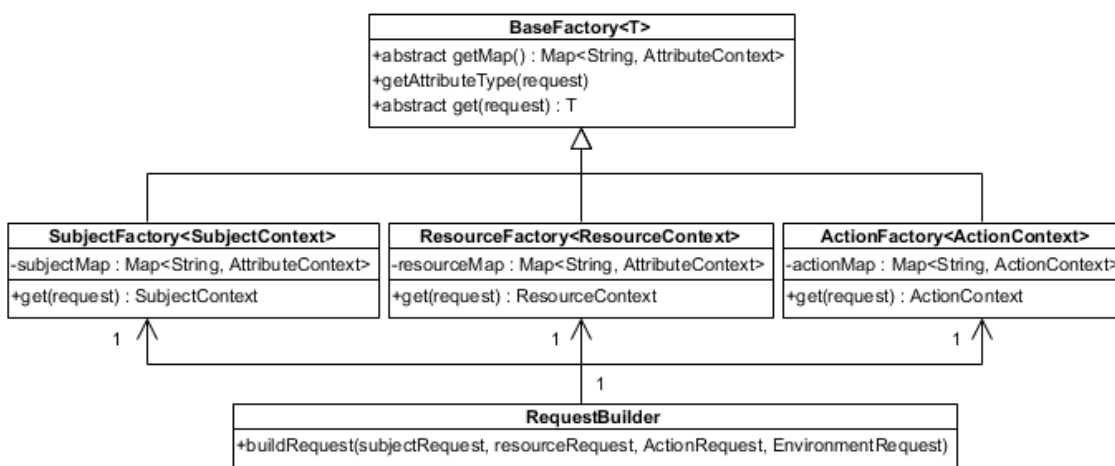 BaseFactory<T>
+abstract getMap() : Map<String, AttributeContext>
+getAttributeType(request)
+abstract get(request) : T
SubjectFactory<SubjectContext>
-subjectMap : Map<String, AttributeContext>
+get(request) : SubjectContext
ResourceFactory<ResourceContext>
-resourceMap : Map<String, AttributeContext>
+get(request) : ResourceContext
ActionFactory<ActionContext>
-actionMap : Map<String, ActionContext>
+get(request) : ActionContext
1
1
1
1
RequestBuilder
+buildRequest(subjectRequest, resourceRequest, ActionRequest, EnvironmentRequest)